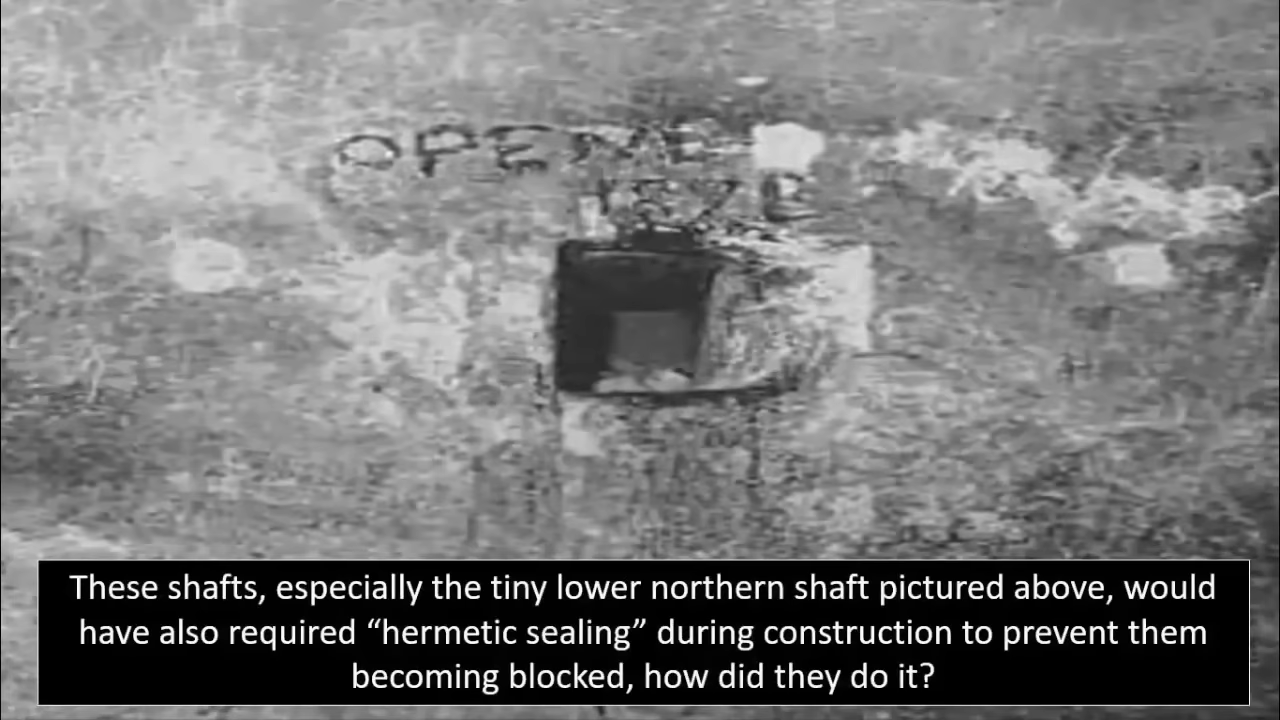 OPENE
These shafts, especially the tiny lower northern shaft pictured above, would
have also required “hermetic sealing” during construction to prevent them
becoming blocked, how did they do it?